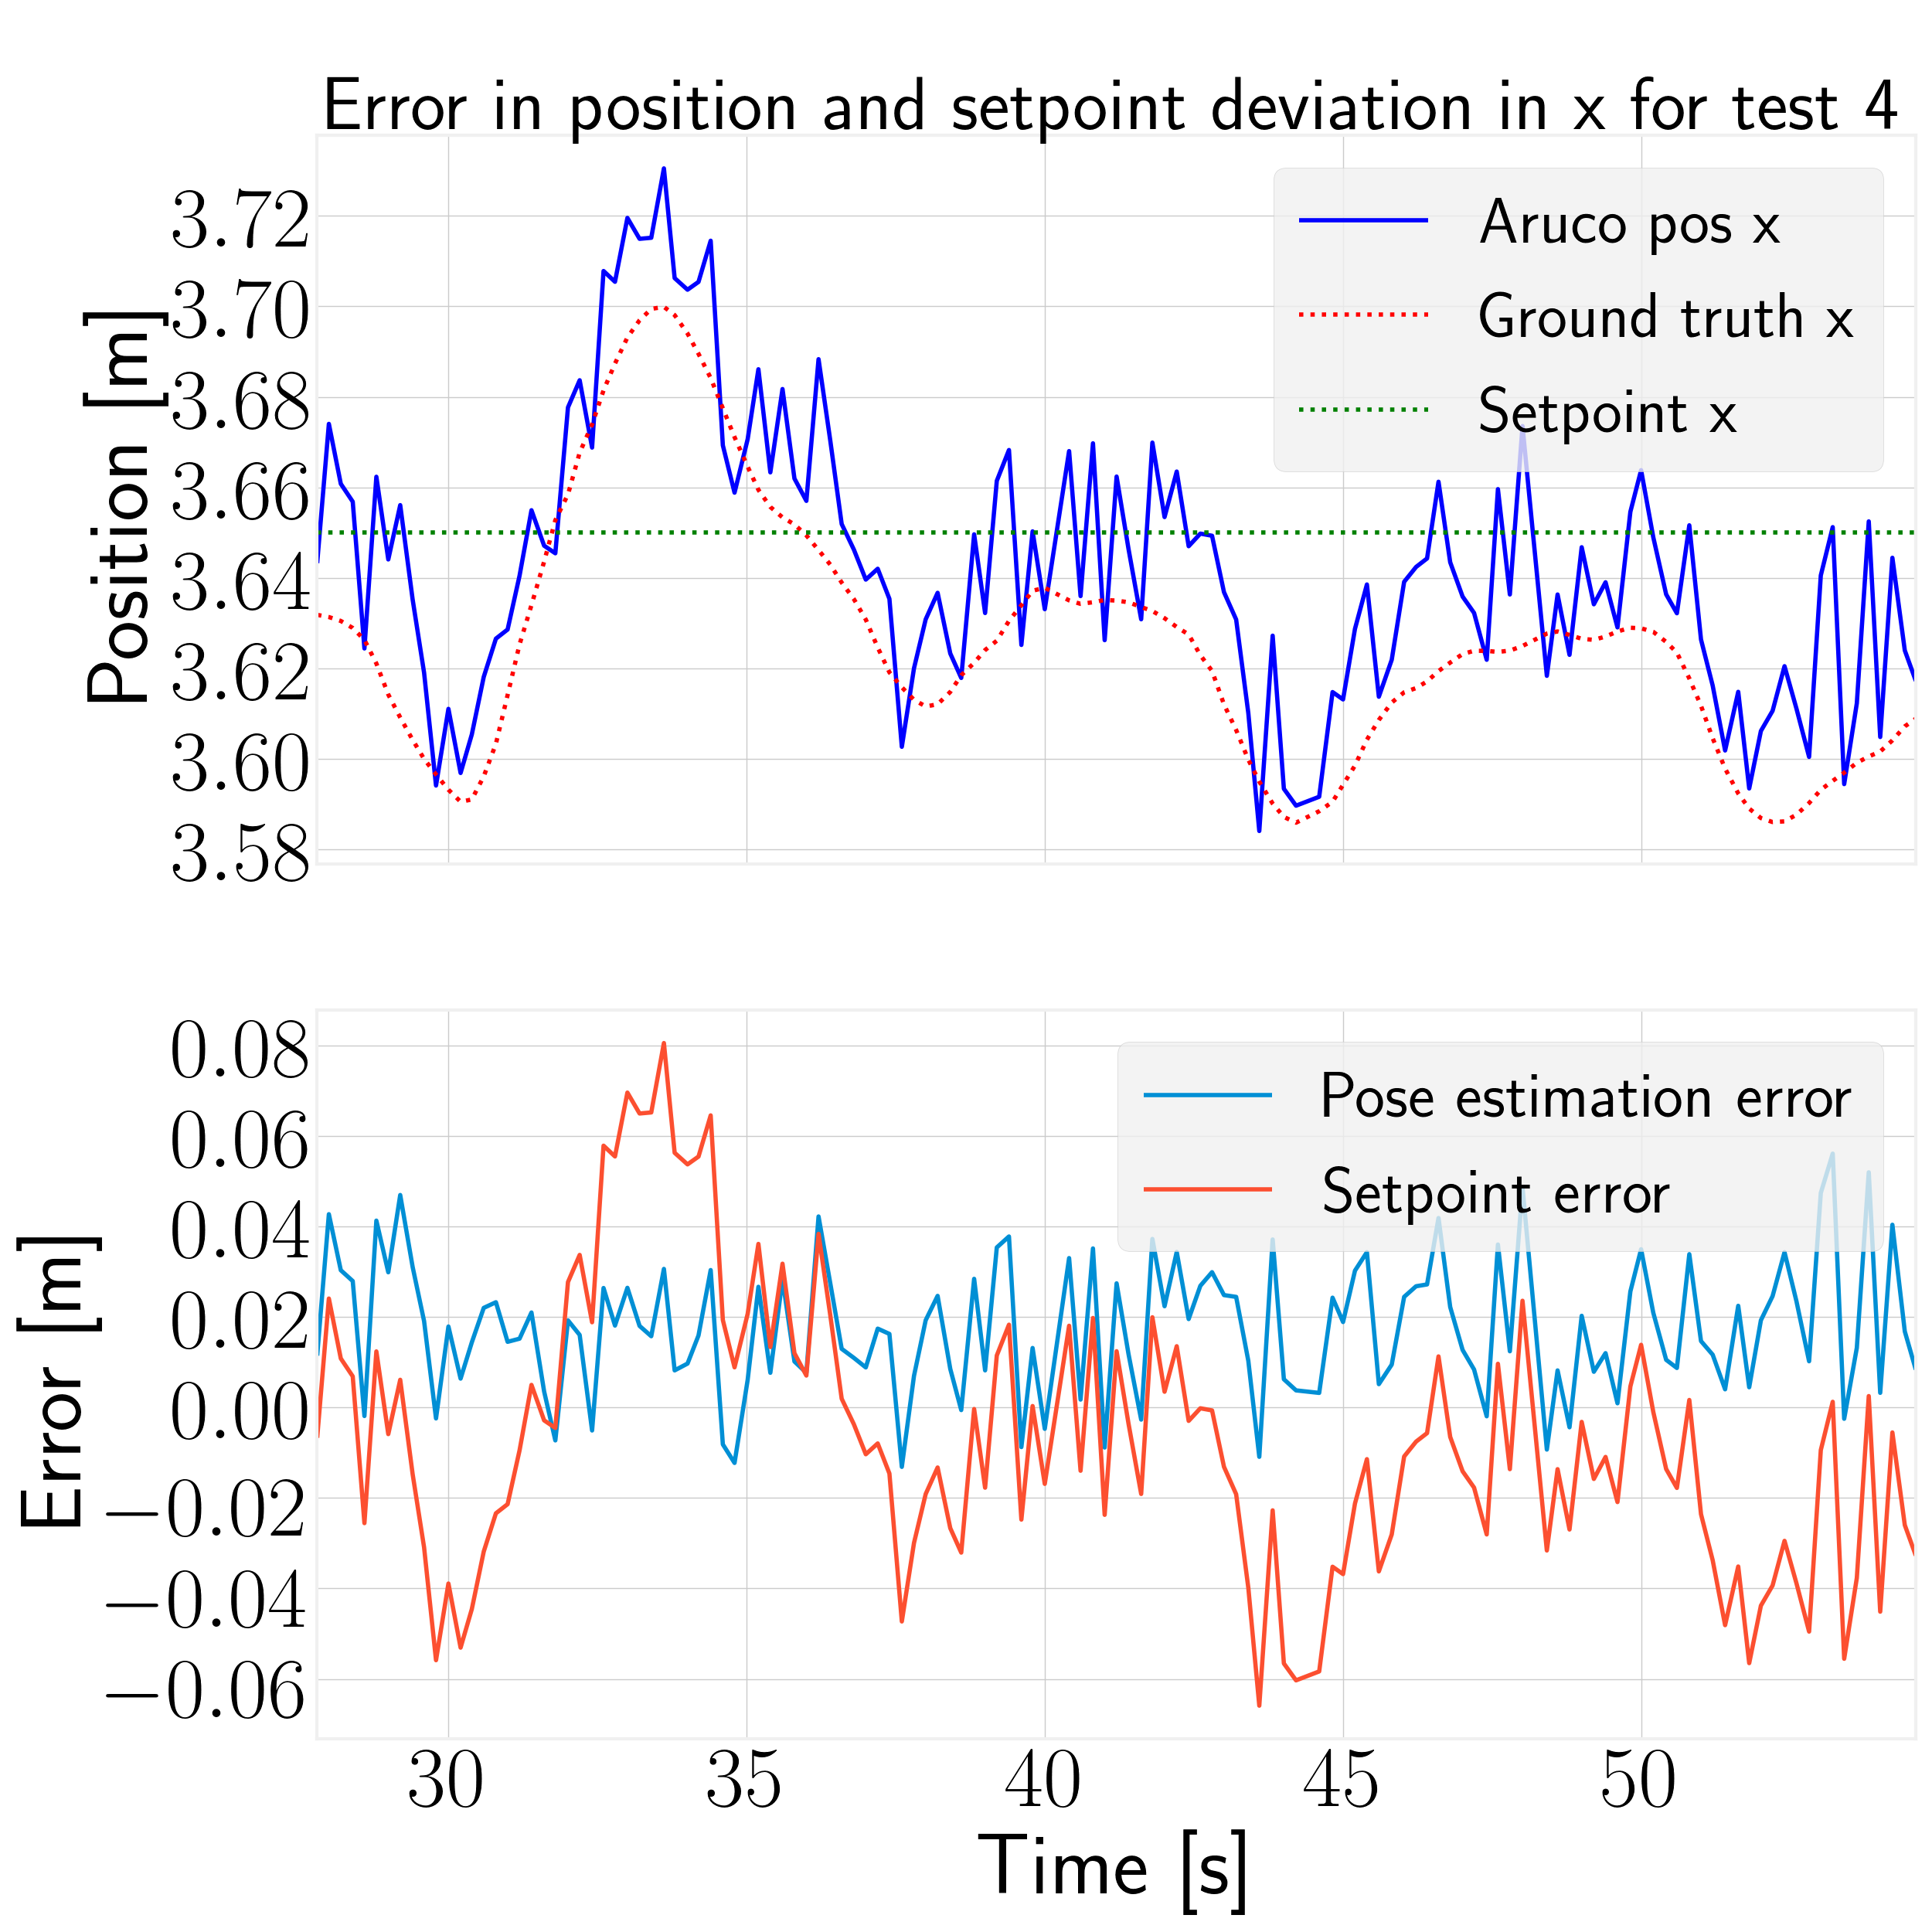 Error in position and setpoint deviation in x for test 4
Position [m]
3.72
3.70
3.68
3.66
3.64
3.62
3.60
3.58
Aruco pos x
Ground truth x
Setpoint x
Error [m]
0.08
0.06
0.04
0.02
0.00
−0.02
−0.04
−0.06
Pose estimation error
Setpoint error
30 35 40 45 50
Time [s]